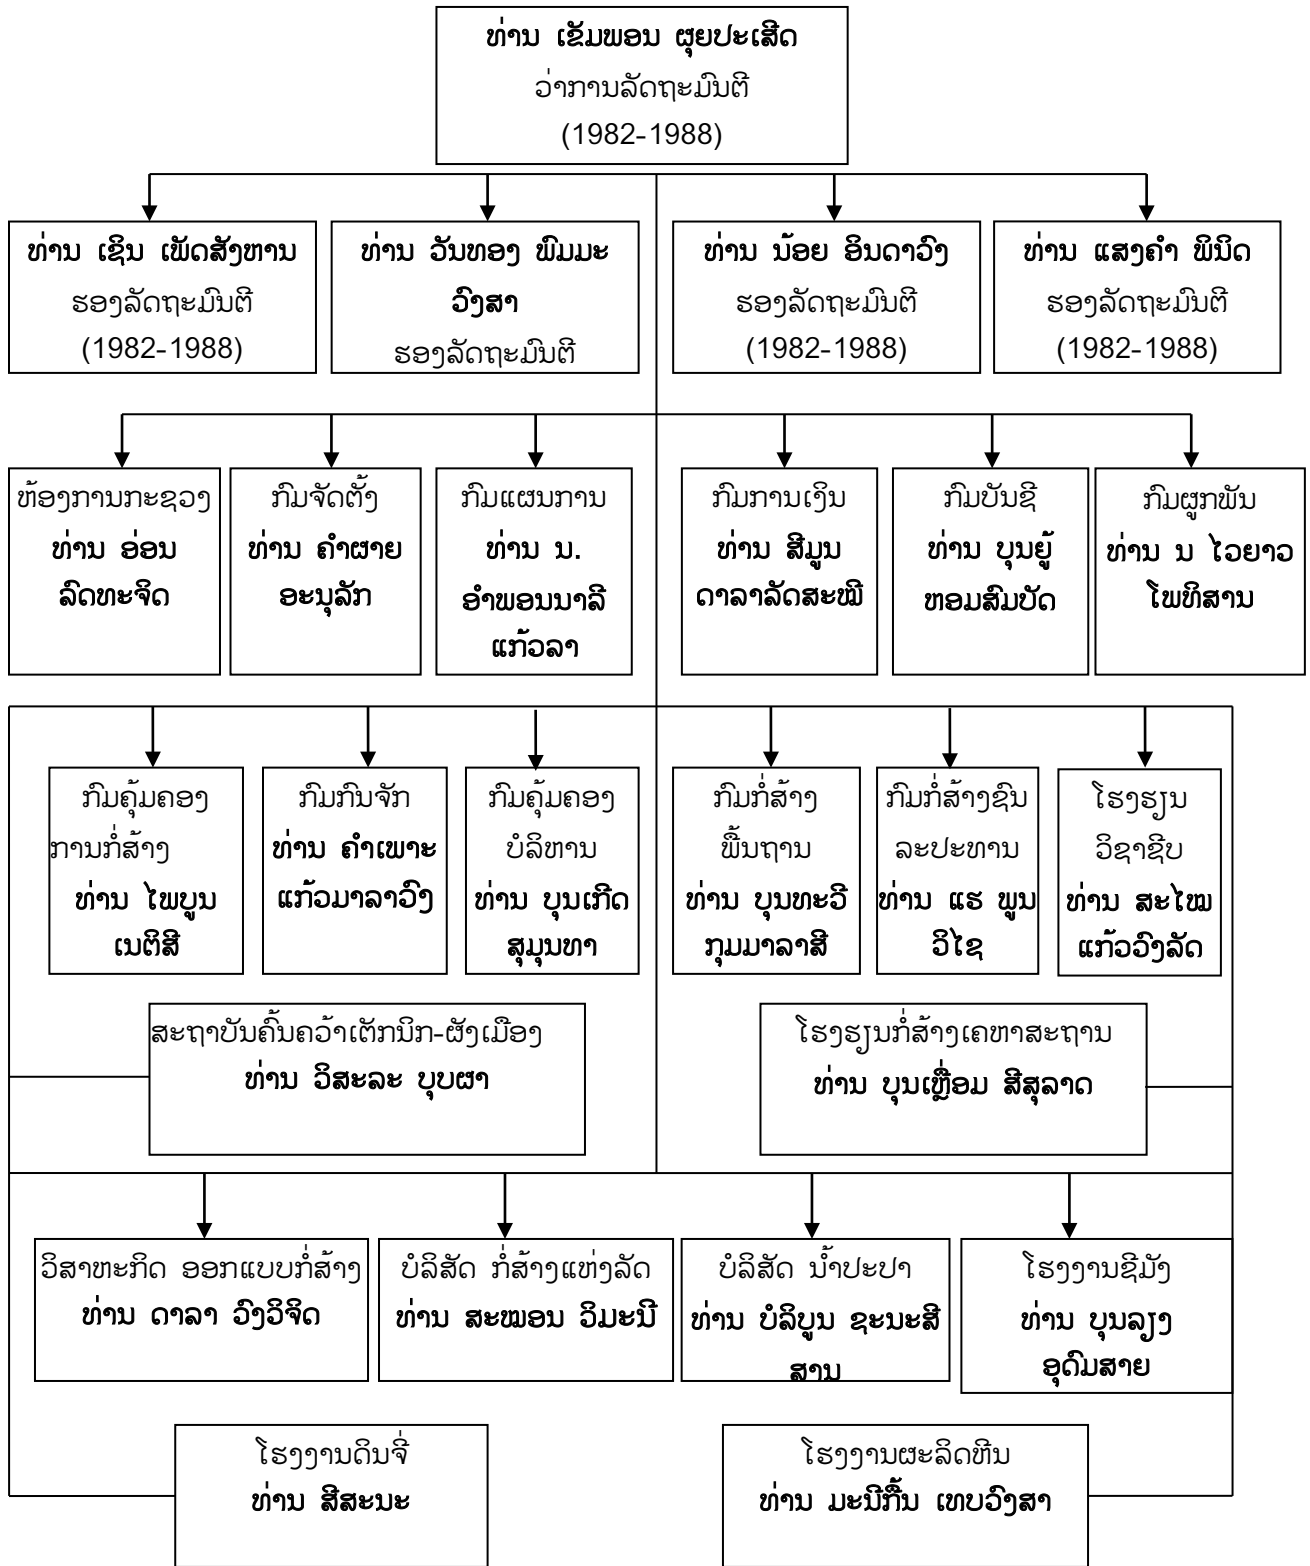 ທ່ານ ເຂັມພອນ ຜຸຍປະເສີດ
ວ່າການລັດຖະມົນຕີ
(1982-1988)
ທ່ານ ເຊິນ ເພັດສັງຫານ
ຮອງລັດຖະມົນຕີ
(1982-1988)
ທ່ານ ວັນທອງ ພົມມະ
ວົງສາ
ຮອງລັດຖະມົນຕີ
ທ່ານ ນ້ອຍ ອິນດາວົງ
ຮອງລັດຖະມົນຕີ
(1982-1988)
ທ່ານ ແສງຄຳ ພິນິດ
ຮອງລັດຖະມົນຕີ
(1982-1988)
ຫ້ອງການກະຊວງ
ທ່ານ ອ່ອນ
ລົດທະຈິດ
ກົມຈັດຕັ້ງ
ທ່ານ ຄຳຜາຍ
ອະນຸລັກ
ກົມແຜນການ
ທ່ານ ນ.
ອຳພອນນາລີ
ແກ້ວລາ
ກົມການເງິນ
ທ່ານ ສີມູນ
ດາລາລັດສະໝີ
ກົມບັນຊີ
ທ່ານ ບຸນຍູ້
ຫອມສົມບັດ
ກົມຜູກພັນ
ທ່ານ ນ ໄວຍາວ
ໂພທິສານ
ກົມຄຸ້ມຄອງ
ການກໍ່ສ້າງ
ທ່ານ ໄພບູນ
ເນຕິສີ
ກົມກົນຈັກ
ທ່ານ ຄຳເພາະ
ແກ້ວມາລາວົງ
ກົມຄຸ້ມຄອງ
ບໍລິຫານ
ທ່ານ ບຸນເກີດ
ສຸມຸນທາ
ກົມກໍ່ສ້າງ
ພື້ນຖານ
ທ່ານ ບຸນທະວີ
ກຸມມາລາສີ
ກົມກໍ່ສ້າງຊົນ
ລະປະທານ
ທ່ານ ແຮ ພູນ
ວິໄຊ
ໂຮງຮຽນ
ວິຊາຊີບ
ທ່ານ ສະໄໝ
ແກ້ວວົງລັດ
ສະຖາບັນຄົ້ນຄວ້າເຕັກນິກ-ຜັງເມືອງ
ທ່ານ ວິສະລະ ບຸບຜາ
ໂຮງຮຽນກໍ່ສ້າງເຄຫາສະຖານ
ທ່ານ ບຸນເຫຼື່ອມ ສີສຸລາດ
ວິສາຫະກິດ ອອກແບບກໍ່ສ້າງ
ທ່ານ ດາລາ ວົງວິຈິດ
ບໍລິສັດ ກໍ່ສ້າງແຫ່ງລັດ
ທ່ານ ສະໝອນ ວິມະນີ
ບໍລິສັດ ນ້ຳປະປາ
ທ່ານ ບໍລິບູນ ຊະນະສີ
ສານ
ໂຮງງານຊີມັງ
ທ່ານ ບຸນລຽງ
ອຸດົມສາຍ
ໂຮງງານດິນຈີ່
ທ່ານ ສີສະນະ
ໂຮງງານຜະລິດຫີນ
ທ່ານ ມະນີກື້ນ ເທບວົງສາ